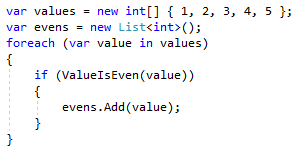 var values = new int[] { 1, 2, 3, 4, 5 };
var evens = new List<int>();
foreach (var value in values)
{
    if (ValueIsEven(value))
    {
        evens.Add(value);
    }
}